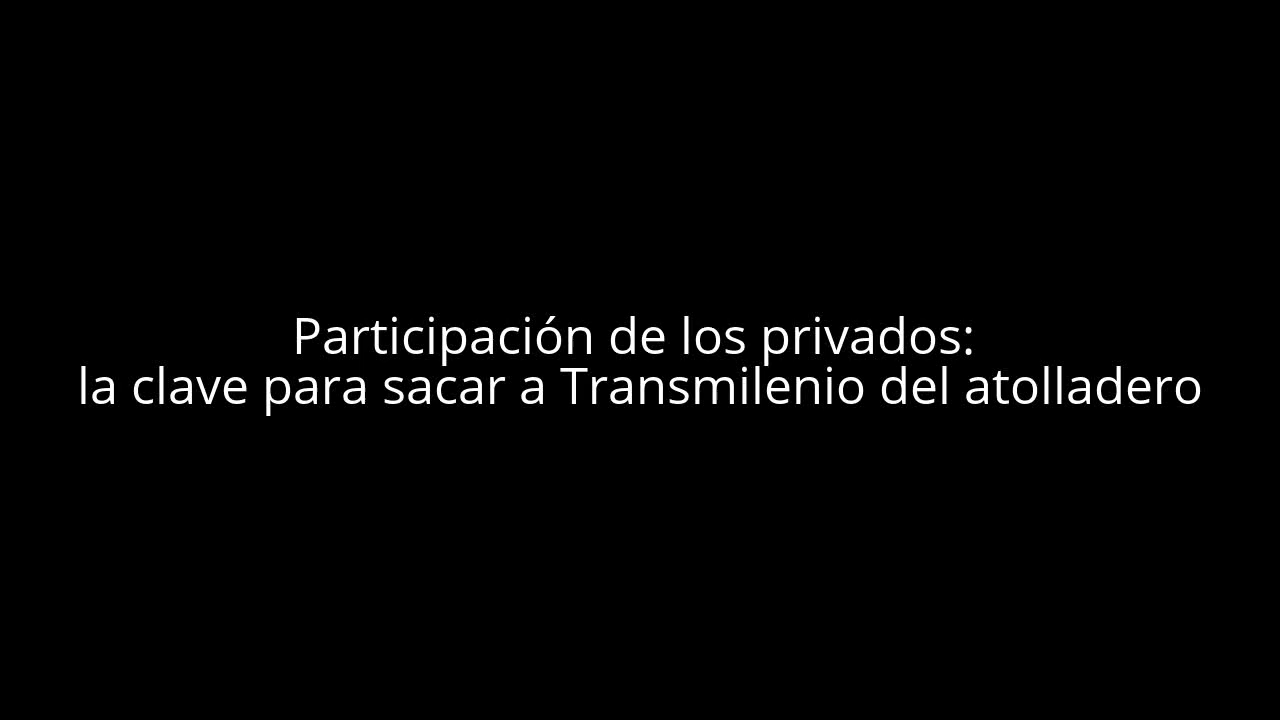 Participación de los privados:
la clave para sacar a Transmilenio del atolladero